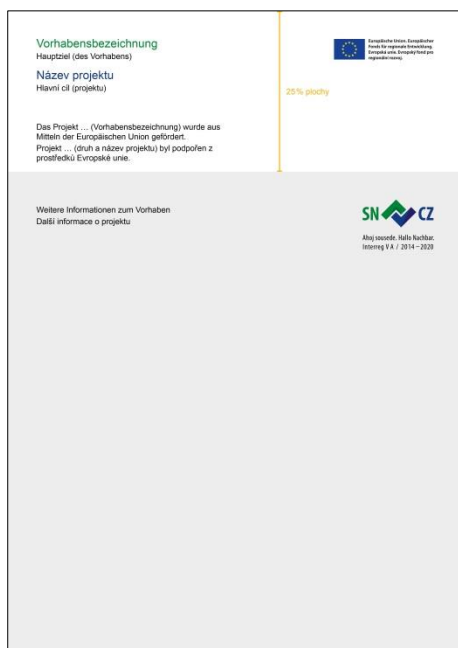 Vorhabensbezeichnung
Hauptziel (des Vorhabens)
Název projektu
Hlavní cíl (projektu)
Das Projekt … (Vorhabensbezeichnung) wurde aus
Mitteln der Europäischen Union gefördert.
Projekt … (druh a název projektu) byl podpořen z
prostředků Evropské unie.
25% plochy
Europäische Union. Europäischer
Fonds für regionale Entwicklung.
Evropská unie. Evropský fond pro
regionální rozvoj.
Weitere Informationen zum Vorhaben
Další informace o projektu
SN CZ
Ahoj sousede. Hallo Nachbar.
Interreg V A / 2014–2020